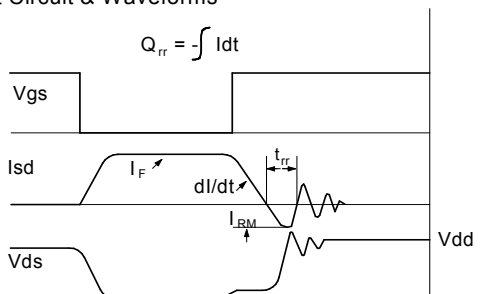 Circuit & Waveforms
Qrr = -∫ Idt
Vgs
Isd
IF
dI/dt
trr
IRM
Vds
Vdd